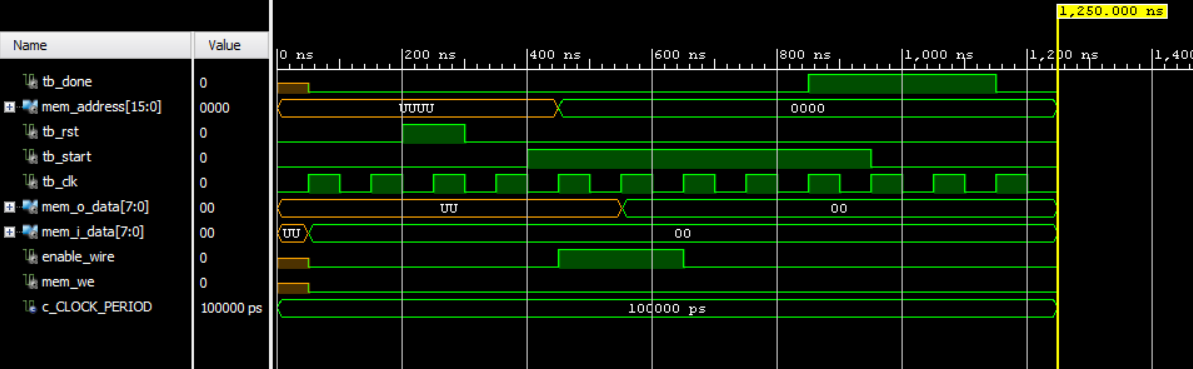 1,250.000 ns
Name Value
0 ns 200 ns 400 ns 600 ns 800 ns 1,000 ns 1,200 ns 1,400
tb_done 0
mem_address[15:0] 0000 UUUU 0000
tb_rst 0
tb_start 0
tb_clk 0
mem_o_data[7:0] 00 UU 00
mem_i_data[7:0] 00 UU 00
enable_wire 0
mem_we 0
c_CLOCK_PERIOD 100000 ps 100000 ps